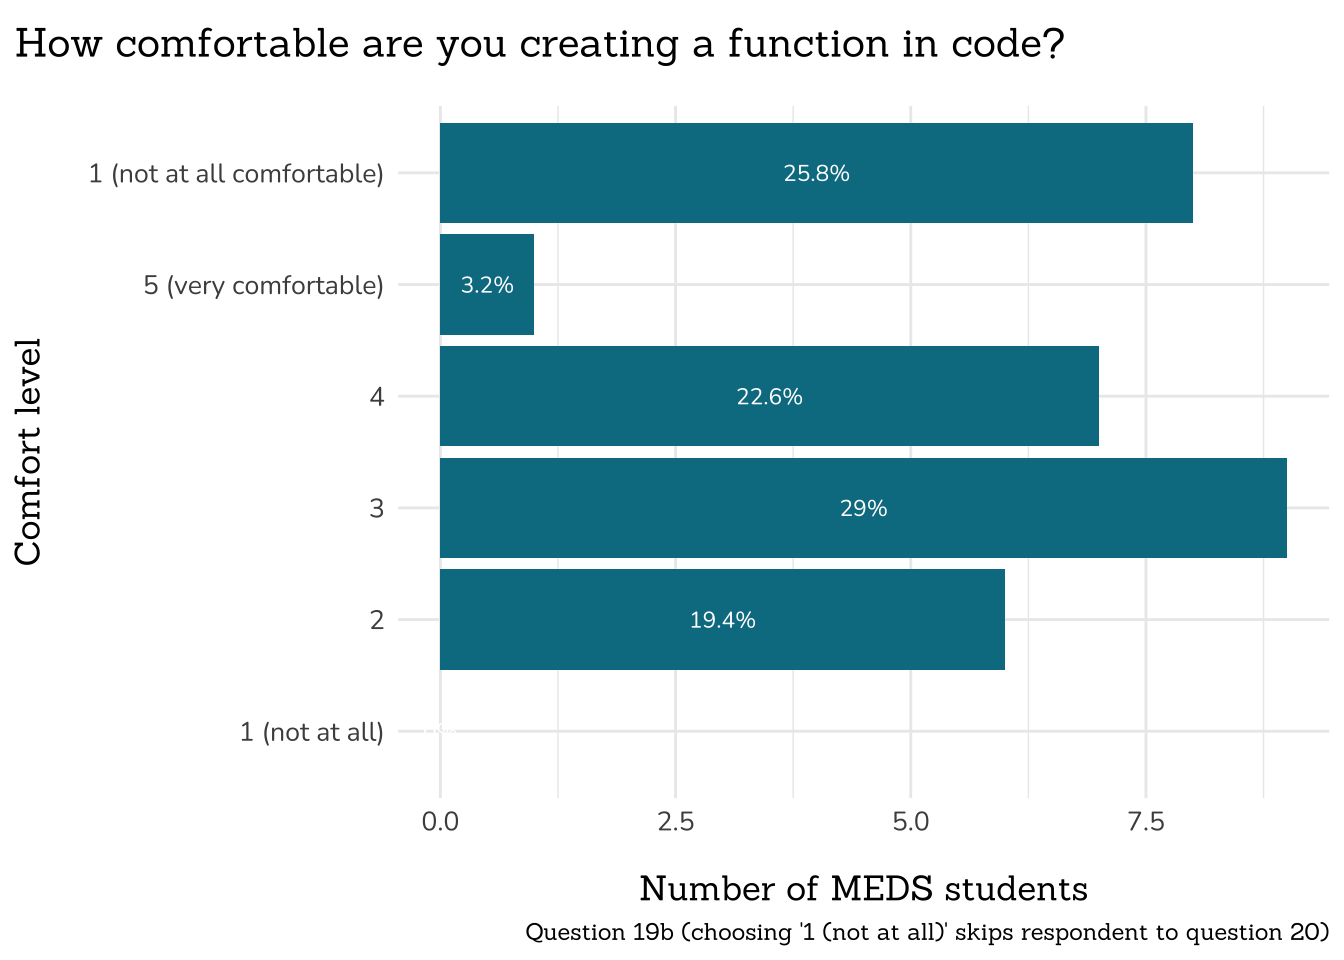 How comfortable are you creating a function in code?
1 (not at all comfortable)
25.8%
5 (very comfortable)
3.2%
4
22.6%
3
29%
2
19.4%
1 (not at all)
Comfort level
0.0
2.5
5.0
7.5
Number of MEDS students
Question 19b (choosing '1 (not at all)' skips respondent to question 20)